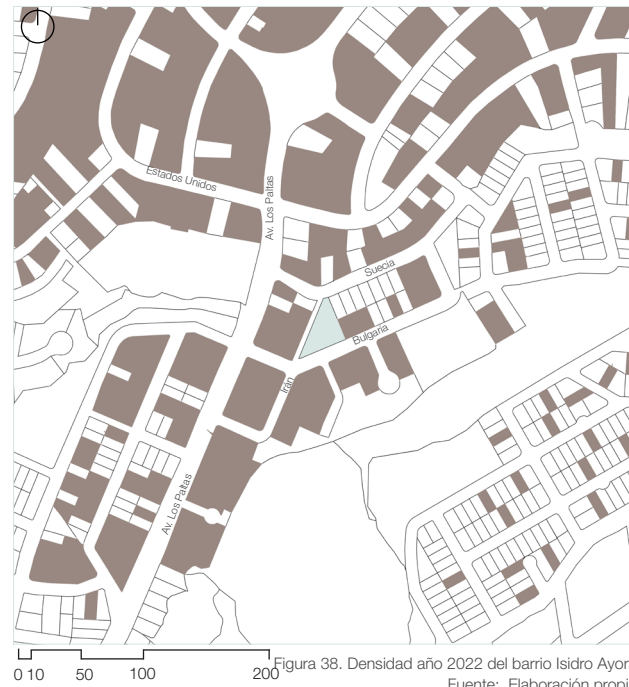 Estados Unidos
Av. Los Paltas
Suecia
Bulgaria
Irán
Av. Los Paltas
0 10 50 100 200
Figura 38. Densidad año 2022 del barrio Isidro Ayor
Fuente: Elaboración propi